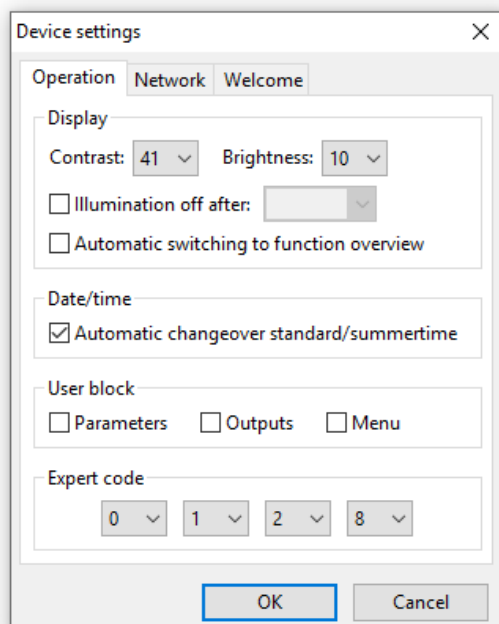 Device settings
Operation Network Welcome
Display
Contrast: 41 Brightness: 10
Illumination off after:
Automatic switching to function overview
Date/time
Automatic changeover standard/summertime
User block
Parameters Outputs Menu
Expert code
0 1 2 8
OK Cancel